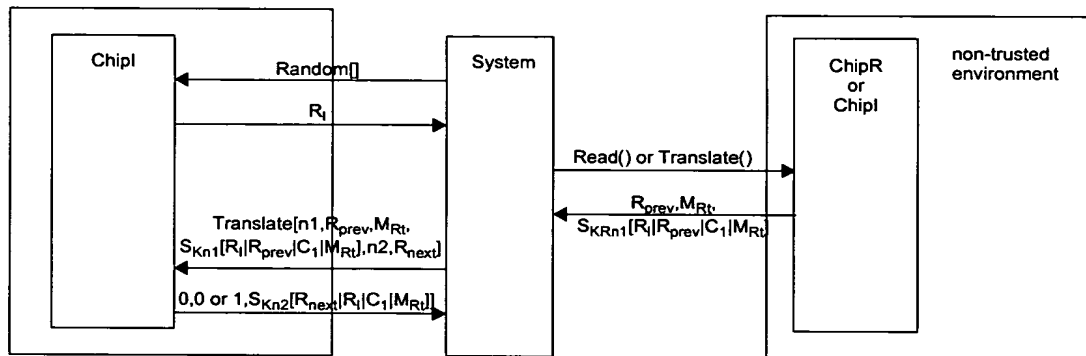 ChipI
System
ChipR
or
ChipI
non-trusted
environment
Random[]
R_I
Read() or Translate()
R_prev,M_Rt,
S_KRn1[R_I|R_prev|C_1|M_Rt]
Translate[n1,R_prev,M_Rt,
S_Kn1[R_I|R_prev|C_1|M_Rt],n2,R_next]
0,0 or 1,S_Kn2[R_next|R_I|C_1|M_Rt]]